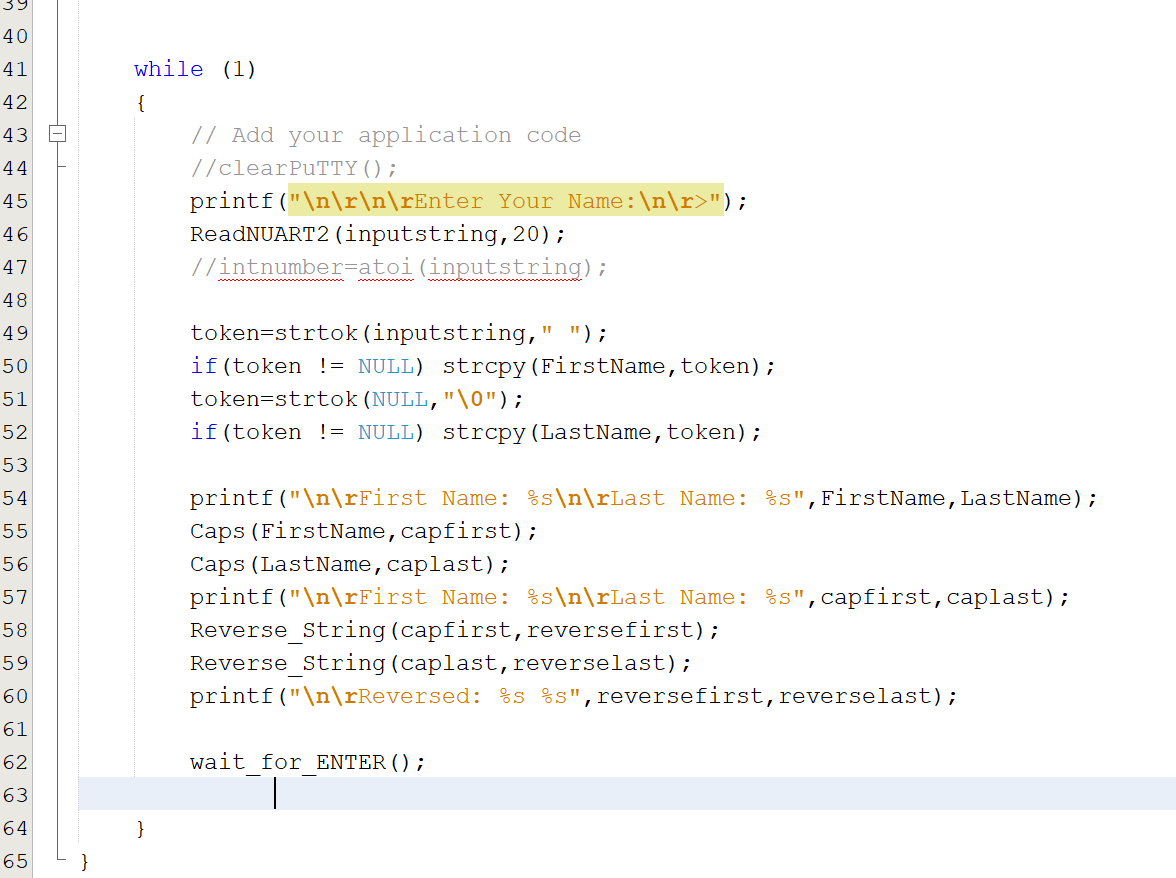 39
40
41 while (1)
42 {
43 // Add your application code
44 //clearPuTTY();
45 printf("\n\r\n\rEnter Your Name:\n\r>");
46 ReadNUART2(inputstring,20);
47 //intnumber=atoi(inputstring);
48
49 token=strtok(inputstring," ");
50 if(token != NULL) strcpy(FirstName,token);
51 token=strtok(NULL,"\0");
52 if(token != NULL) strcpy(LastName,token);
53
54 printf("\n\rFirst Name: %s\n\rLast Name: %s",FirstName,LastName);
55 Caps(FirstName,capfirst);
56 Caps(LastName,caplast);
57 printf("\n\rFirst Name: %s\n\rLast Name: %s",capfirst,caplast);
58 Reverse_String(capfirst,reversefirst);
59 Reverse_String(caplast,reverselast);
60 printf("\n\rReversed: %s %s",reversefirst,reverselast);
61
62 wait_for_ENTER();
63
64 }
65 }